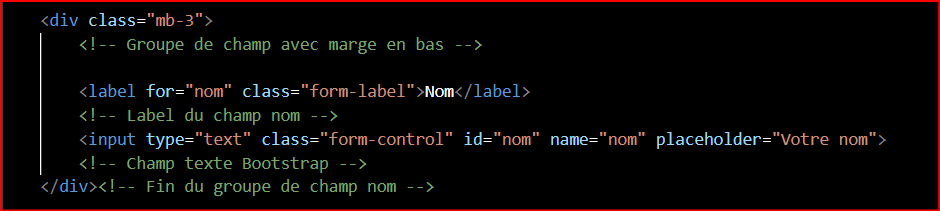 <div class="mb-3">
<!-- Groupe de champ avec marge en bas -->
<label for="nom" class="form-label">Nom</label>
<!-- Label du champ nom -->
<input type="text" class="form-control" id="nom" name="nom" placeholder="Votre nom">
<!-- Champ texte Bootstrap -->
</div><!-- Fin du groupe de champ nom -->